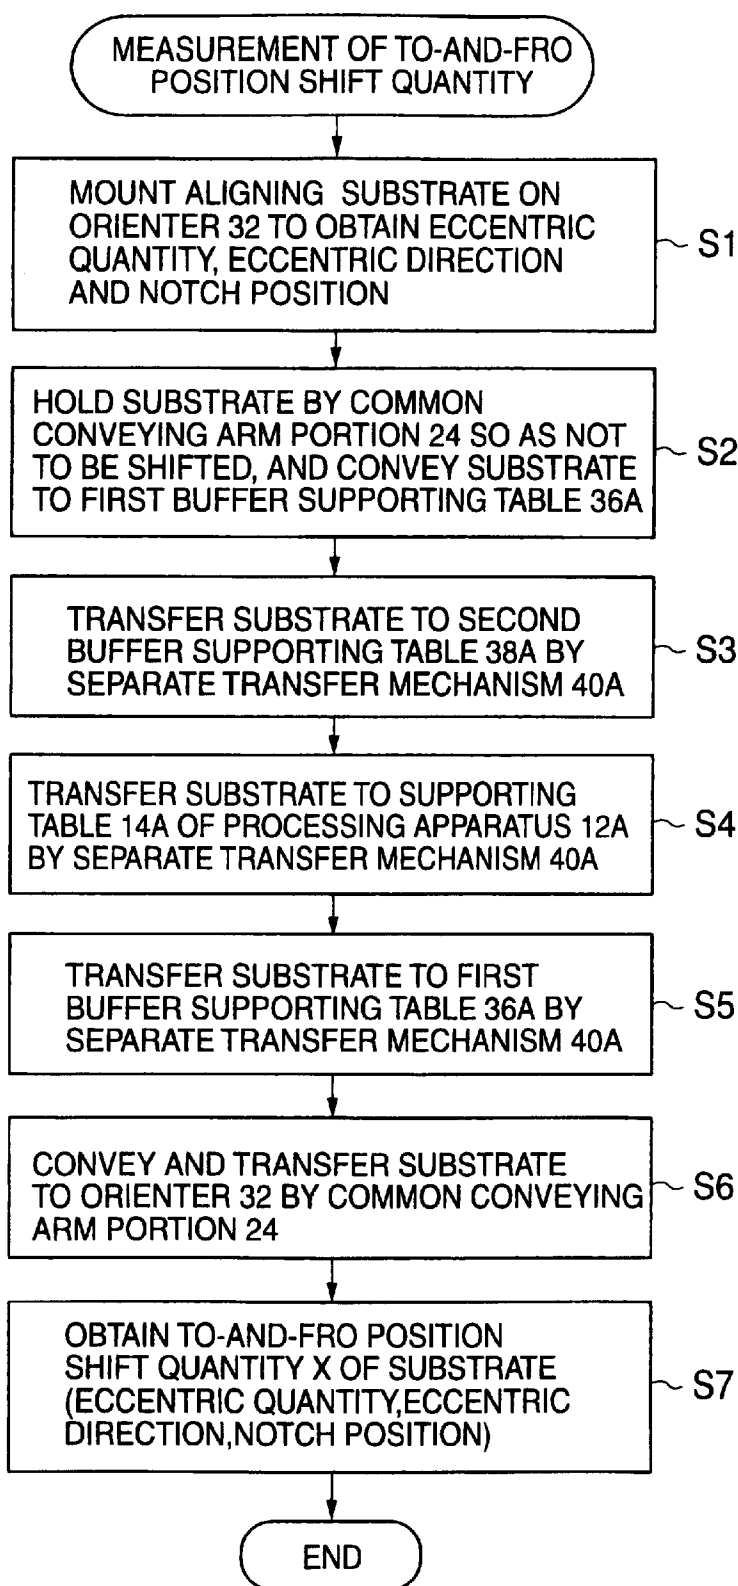 MEASUREMENT OF TO-AND-FRO
POSITION SHIFT QUANTITY
MOUNT ALIGNING SUBSTRATE ON
ORIENTER 32 TO OBTAIN ECCENTRIC
QUANTITY, ECCENTRIC DIRECTION
AND NOTCH POSITION
S1
HOLD SUBSTRATE BY COMMON
CONVEYING ARM PORTION 24 SO AS NOT
TO BE SHIFTED, AND CONVEY SUBSTRATE
TO FIRST BUFFER SUPPORTING TABLE 36A
S2
TRANSFER SUBSTRATE TO SECOND
BUFFER SUPPORTING TABLE 38A BY
SEPARATE TRANSFER MECHANISM 40A
S3
TRANSFER SUBSTRATE TO SUPPORTING
TABLE 14A OF PROCESSING APPARATUS 12A
BY SEPARATE TRANSFER MECHANISM 40A
S4
TRANSFER SUBSTRATE TO FIRST
BUFFER SUPPORTING TABLE 36A BY
SEPARATE TRANSFER MECHANISM 40A
S5
CONVEY AND TRANSFER SUBSTRATE
TO ORIENTER 32 BY COMMON CONVEYING
ARM PORTION 24
S6
OBTAIN TO-AND-FRO POSITION
SHIFT QUANTITY X OF SUBSTRATE
(ECCENTRIC QUANTITY,ECCENTRIC
DIRECTION,NOTCH POSITION)
S7
END